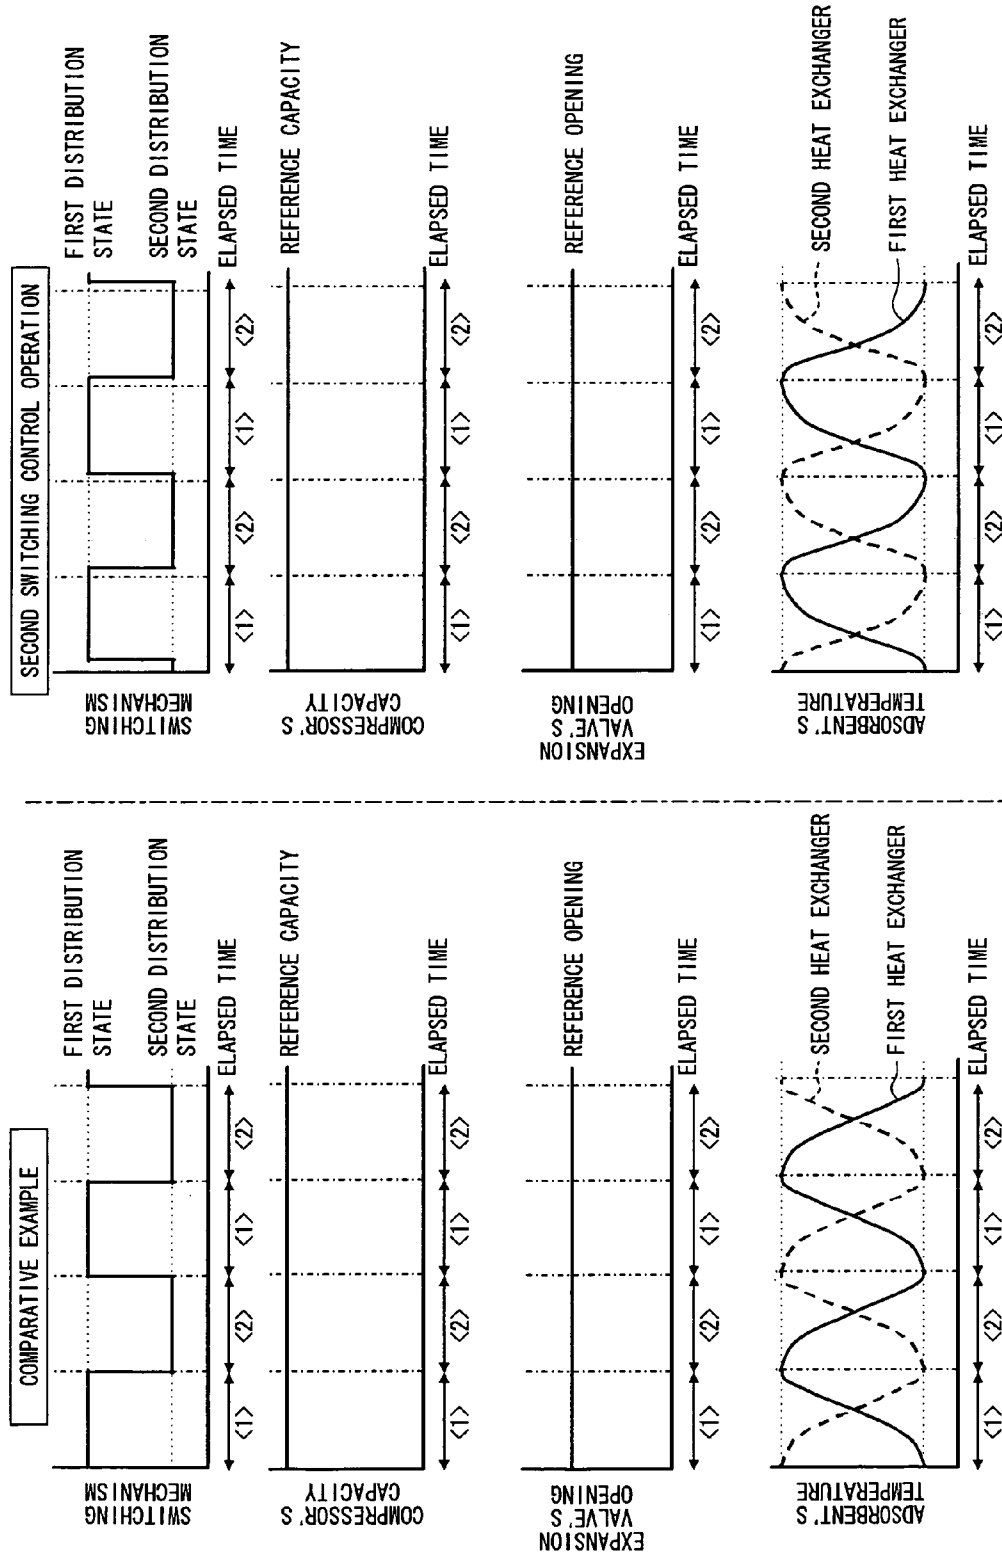 COMPARATIVE EXAMPLE
SWITCHING
MECHANISM
FIRST DISTRIBUTION
STATE
SECOND DISTRIBUTION
STATE
<1>
<2>
<1>
<2>
ELAPSED TIME
COMPRESSOR'S
CAPACITY
REFERENCE CAPACITY
<1>
<2>
<1>
<2>
ELAPSED TIME
EXPANSION
VALVE'S
OPENING
REFERENCE OPENING
<1>
<2>
<1>
<2>
ELAPSED TIME
ADSORBENT'S
TEMPERATURE
SECOND HEAT EXCHANGER
FIRST HEAT EXCHANGER
<1>
<2>
<1>
<2>
ELAPSED TIME
SECOND SWITCHING CONTROL OPERATION
SWITCHING
MECHANISM
FIRST DISTRIBUTION
STATE
SECOND DISTRIBUTION
STATE
<1>
<2>
<1>
<2>
ELAPSED TIME
COMPRESSOR'S
CAPACITY
REFERENCE CAPACITY
<1>
<2>
<1>
<2>
ELAPSED TIME
EXPANSION
VALVE'S
OPENING
REFERENCE OPENING
<1>
<2>
<1>
<2>
ELAPSED TIME
ADSORBENT'S
TEMPERATURE
SECOND HEAT EXCHANGER
FIRST HEAT EXCHANGER
<1>
<2>
<1>
<2>
ELAPSED TIME